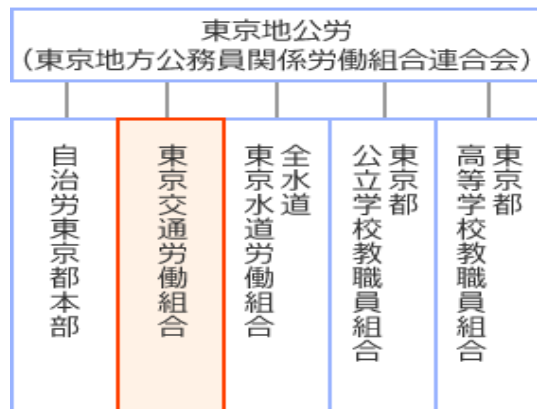 東京地公労
（東京地方公務員関係労働組合連合会）
自治労東京都本部
東京交通労働組合
全水道
東京水道労働組合
東京都
公立学校教職員組合
東京都
高等学校教職員組合